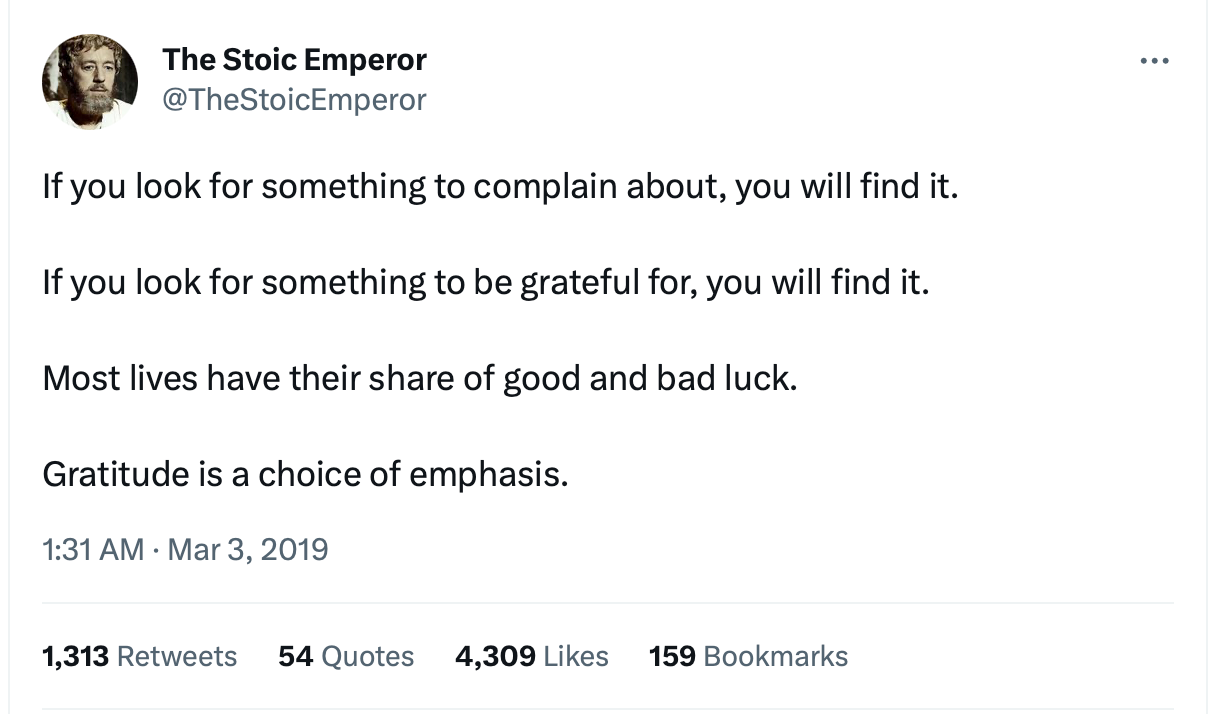 The Stoic Emperor
@TheStoicEmperor
If you look for something to complain about, you will find it.
If you look for something to be grateful for, you will find it.
Most lives have their share of good and bad luck.
Gratitude is a choice of emphasis.
1:31 AM · Mar 3, 2019
1,313 Retweets 54 Quotes 4,309 Likes 159 Bookmarks